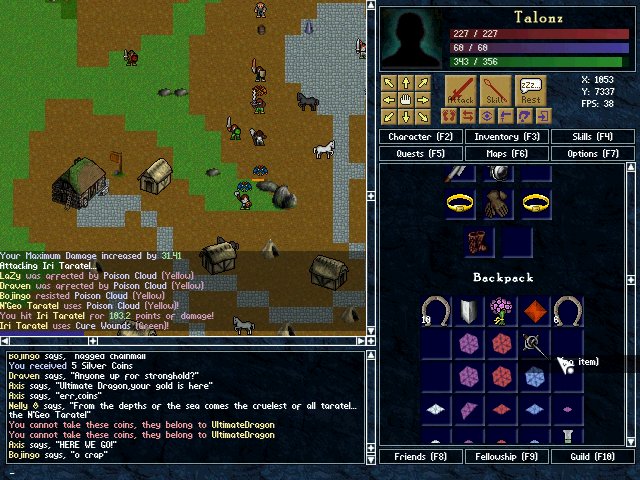 Talonz
227 / 227
60 / 60
343 / 356
Attack
Skills
zZz...
Rest
X: 1053
Y: 7337
FPS: 38
Character (F2)
Inventory (F3)
Skills (F4)
Quests (F5)
Maps (F6)
Options (F7)
Backpack
10
8
item)
Friends (F8)
Fellowship (F9)
Guild (F10)
Your Maximum Damage increased by 31.41
Attacking Iri Taratel...
LaZy was affected by Poison Cloud (Yellow)
Draven was affected by Poison Cloud (Yellow)
Bojingo resisted Poison Cloud (Yellow)
N'Geo Taratel uses Poison Cloud (Yellow)!
You hit Iri Taratel for 103.2 points of damage!
Iri Taratel uses Cure Wounds (Green)!
Bojingo says, "nagged chainmail
You received 5 Silver Coins
Draven says, "Anyone up for stronghold?"
Axis says, "Ultimate Dragon,your gold is here"
Axis says, "err,coins"
Nelly 8 says, "From the depths of the sea comes the cruelest of all taratel...
the N'Geo Taratel"
You cannot take these coins, they belong to UltimateDragon
You cannot take these coins, they belong to UltimateDragon
Axis says, "HERE WE GO!"
Bojingo says, "o crap"